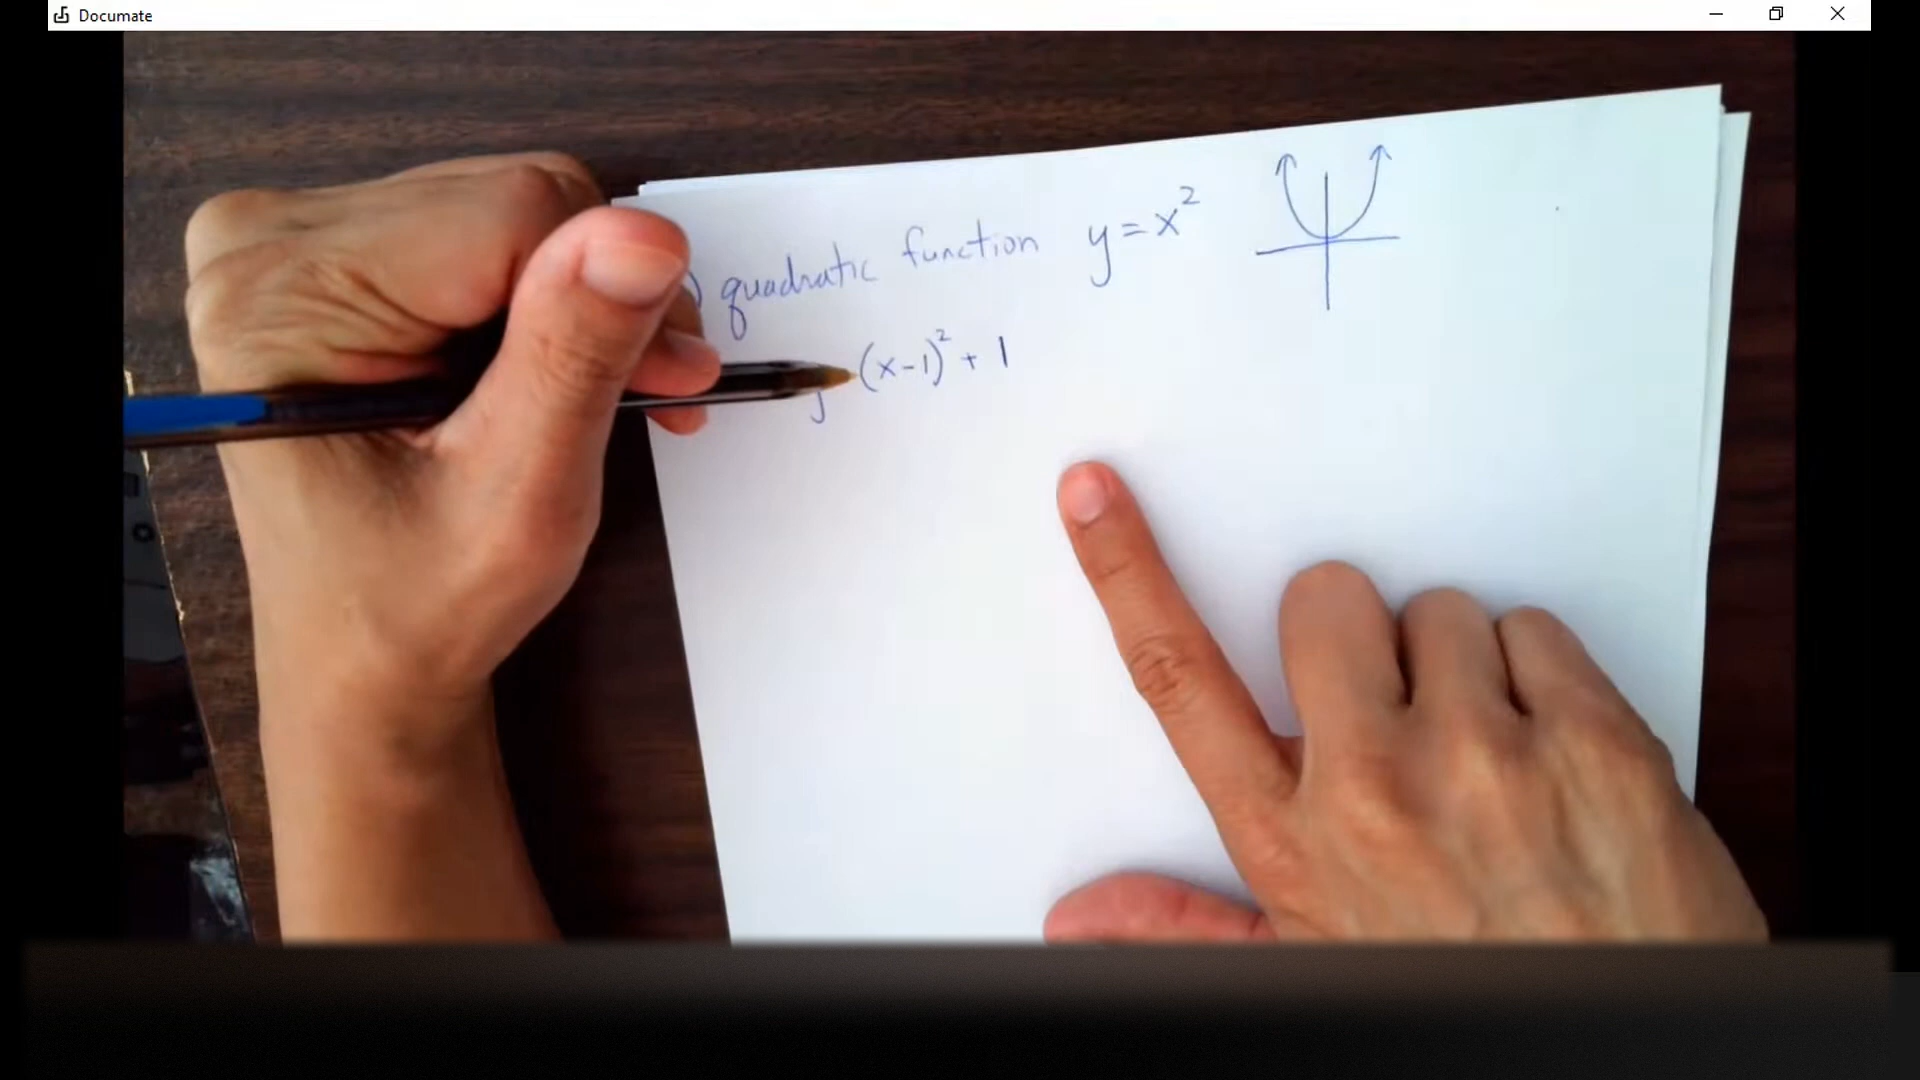 Documate
) quadratic function y = x²
y (x-1)² + 1